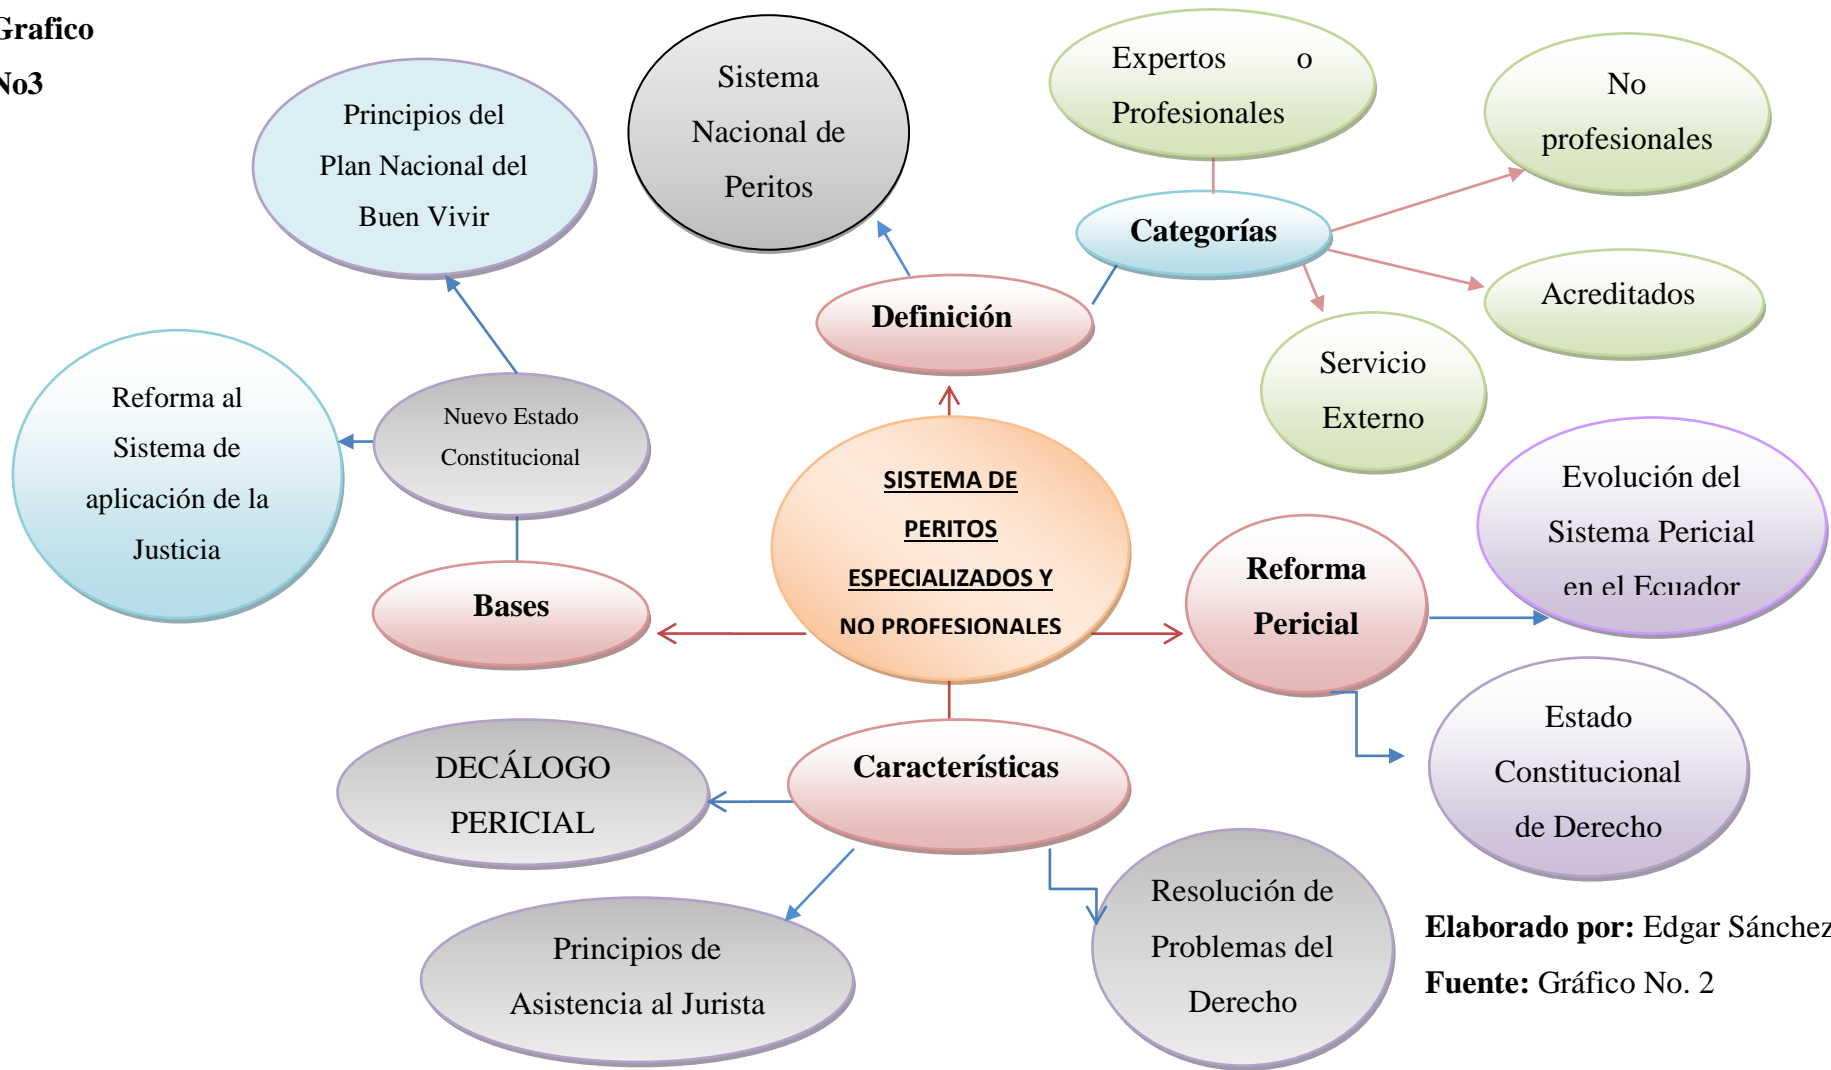 Grafico
No3
Principios del
Plan Nacional del
Buen Vivir
Sistema
Nacional de
Peritos
Expertos o
Profesionales
No
profesionales
Categorías
Acreditados
Servicio
Externo
Definición
Reforma al
Sistema de
aplicación de la
Justicia
Nuevo Estado
Constitucional
Bases
SISTEMA DE
PERITOS
ESPECIALIZADOS Y
NO PROFESIONALES
Reforma
Pericial
Evolución del
Sistema Pericial
en el Ecuador
Estado
Constitucional
de Derecho
Características
DECÁLOGO
PERICIAL
Principios de
Asistencia al Jurista
Resolución de
Problemas del
Derecho
Elaborado por: Edgar Sánchez
Fuente: Gráfico No. 2